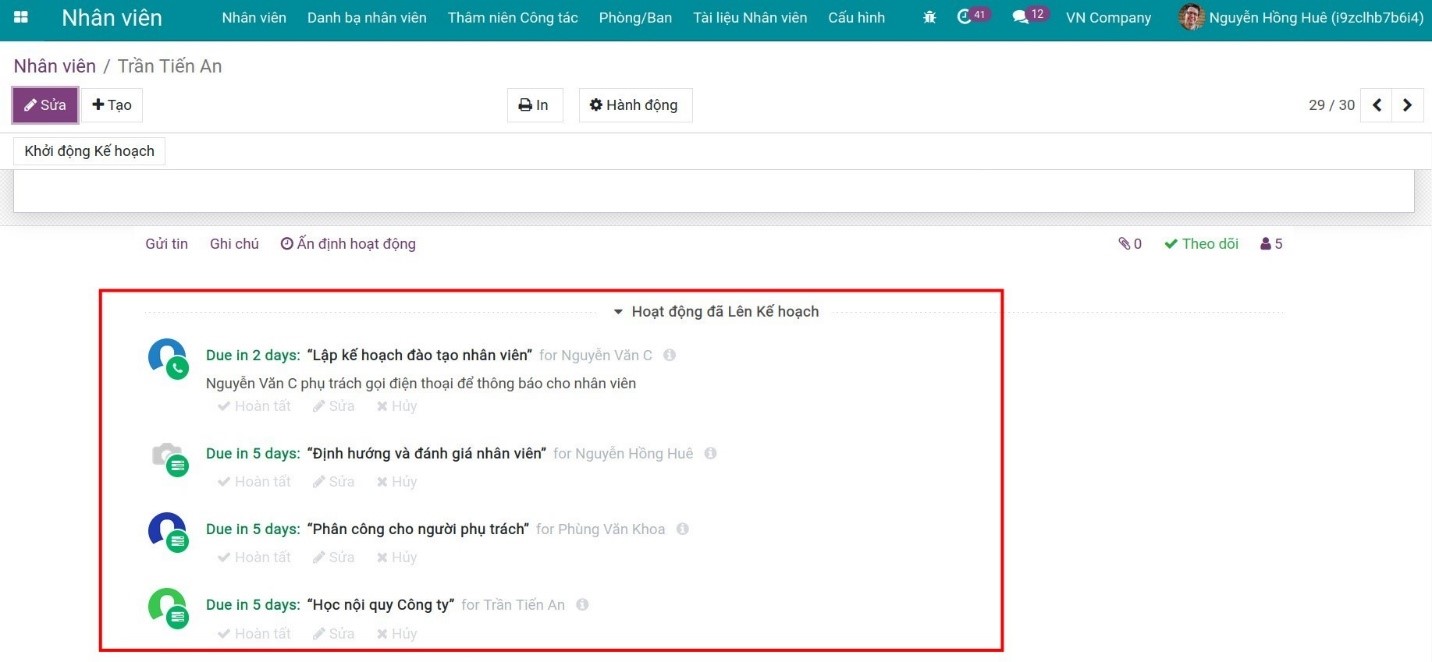 Nhân viên Nhân viên Danh bạ nhân viên Thâm niên Công tác Phòng/Ban Tài liệu Nhân viên Cấu hình 41 12 VN Company Nguyễn Hồng Huê (i9zclhb7b6i4)
Nhân viên / Trần Tiến An
Sửa Tạo In Hành động 29 / 30
Khởi động Kế hoạch
Gửi tin Ghi chú Ấn định hoạt động 0 Theo dõi 5
Hoạt động đã Lên Kế hoạch
Due in 2 days: “Lập kế hoạch đào tạo nhân viên” for Nguyễn Văn C
Nguyễn Văn C phụ trách gọi điện thoại để thông báo cho nhân viên
Hoàn tất Sửa Hủy
Due in 5 days: “Định hướng và đánh giá nhân viên” for Nguyễn Hồng Huê
Hoàn tất Sửa Hủy
Due in 5 days: “Phân công cho người phụ trách” for Phùng Văn Khoa
Hoàn tất Sửa Hủy
Due in 5 days: “Học nội quy Công ty” for Trần Tiến An
Hoàn tất Sửa Hủy